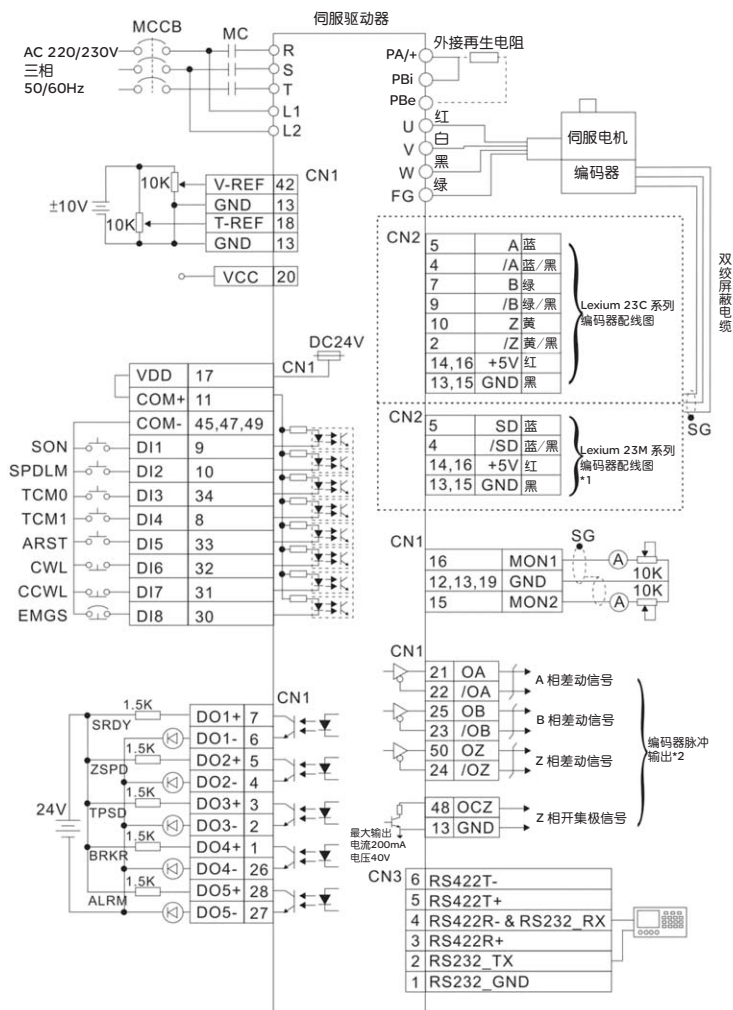 伺服驱动器
MCCB
MC
AC 220/230V
三相
50/60Hz
R
S
T
L1
L2
PA/+
外接再生电阻
PBi
PBe
U
红
V
白
W
黑
FG
绿
伺服电机
编码器
双绞屏蔽电缆
CN1
±10V
10K
10K
V-REF 42
GND 13
T-REF 18
GND 13
VCC 20
CN2
5 A 蓝
4 /A 蓝/黑
7 B 绿
9 /B 绿/黑
10 Z 黄
2 /Z 黄/黑
14,16 +5V 红
13,15 GND 黑
Lexium 23C 系列
编码器配线图
CN2
5 SD 蓝
4 /SD 蓝/黑
14,16 +5V 红
13,15 GND 黑
Lexium 23M 系列
编码器配线图
*1
SG
DC24V
CN1
VDD 17
COM+ 11
COM- 45,47,49
SON DI1 9
SPDLM DI2 10
TCM0 DI3 34
TCM1 DI4 8
ARST DI5 33
CWL DI6 32
CCWL DI7 31
EMGS DI8 30
CN1
SG
16 MON1
12,13,19 GND
15 MON2
A
10K
10K
A
CN1
24V
1.5K
SRDY
DO1+ 7
DO1- 6
1.5K
ZSPD
DO2+ 5
DO2- 4
1.5K
TPSD
DO3+ 3
DO3- 2
1.5K
BRKR
DO4+ 1
DO4- 26
1.5K
ALRM
DO5+ 28
DO5- 27
CN1
21 OA
22 /OA
A 相差动信号
25 OB
23 /OB
B 相差动信号
50 OZ
24 /OZ
Z 相差动信号
48 OCZ
13 GND
Z 相开集极信号
编码器脉冲
输出*2
最大输出
电流200mA
电压40V
CN3
6 RS422T-
5 RS422T+
4 RS422R- & RS232_RX
3 RS422R+
2 RS232_TX
1 RS232_GND